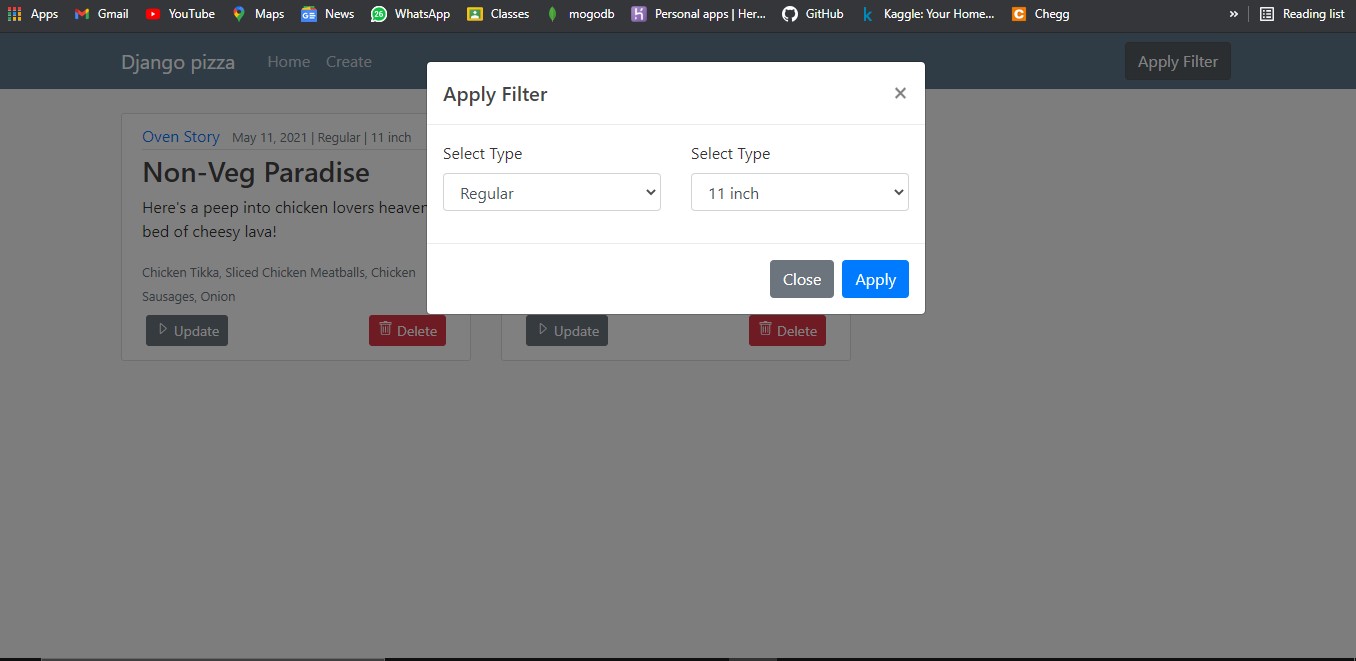 Apps Gmail YouTube Maps News 26 WhatsApp Classes mogodb Personal apps | Her... GitHub Kaggle: Your Home... Chegg » Reading list
Django pizza Home Create Apply Filter
Apply Filter ×
Select Type Select Type
Regular 11 inch
Close Apply
Oven Story May 11, 2021 | Regular | 11 inch
Non-Veg Paradise
Here's a peep into chicken lovers heaven
bed of cheesy lava!
Chicken Tikka, Sliced Chicken Meatballs, Chicken
Sausages, Onion
Update Delete
Update Delete